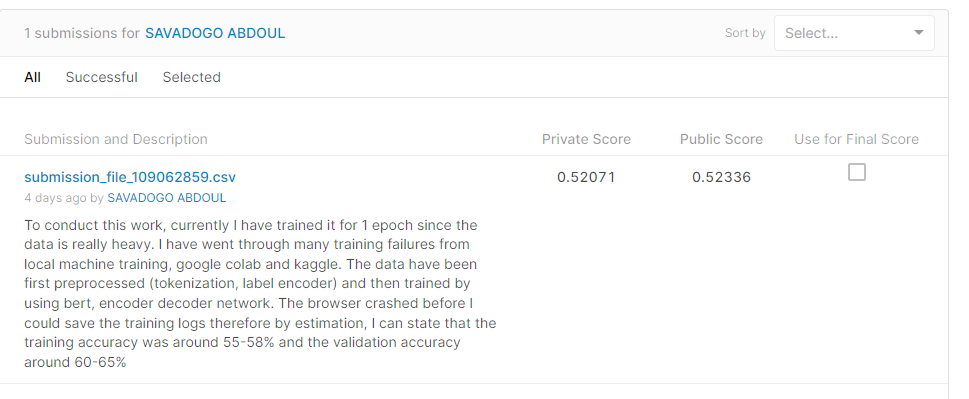 1 submissions for SAVADOGO ABDOUL Sort by Select...
All Successful Selected
Submission and Description Private Score Public Score Use for Final Score
submission_file_109062859.csv 0.52071 0.52336
4 days ago by SAVADOGO ABDOUL
To conduct this work, currently I have trained it for 1 epoch since the
data is really heavy. I have went through many training failures from
local machine training, google colab and kaggle. The data have been
first preprocessed (tokenization, label encoder) and then trained by
using bert, encoder decoder network. The browser crashed before I
could save the training logs therefore by estimation, I can state that the
training accuracy was around 55-58% and the validation accuracy
around 60-65%